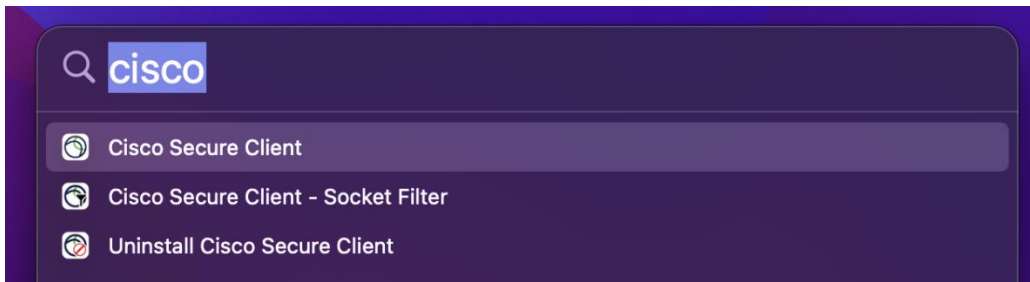 cisco
Cisco Secure Client
Cisco Secure Client - Socket Filter
Uninstall Cisco Secure Client